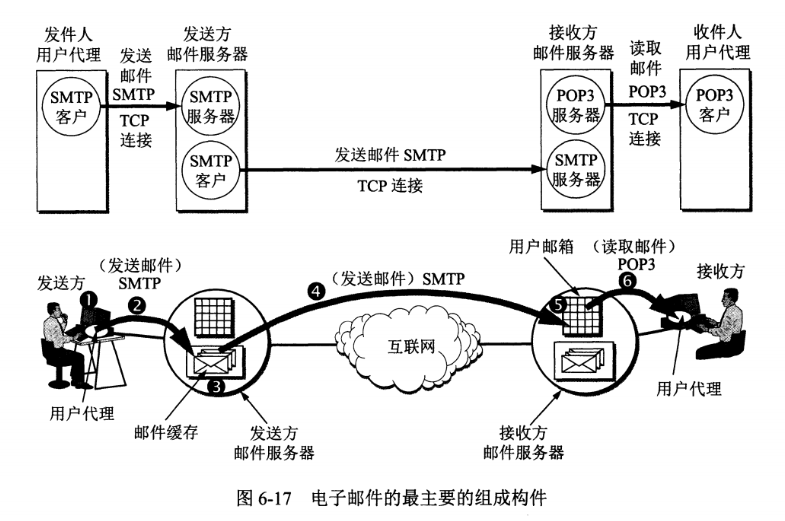 发件人
用户代理
发送
邮件
SMTP
TCP
连接
SMTP
客户
发送方
邮件服务器
SMTP
服务器
SMTP
客户
发送邮件 SMTP
TCP 连接
接收方
邮件服务器
POP3
服务器
SMTP
服务器
读取
邮件
POP3
TCP
连接
收件人
用户代理
POP3
客户
发送方
(发送邮件)
SMTP
❶
❷
❸
用户代理
邮件缓存
发送方
邮件服务器
❹
(发送邮件)SMTP
互联网
用户邮箱
(读取邮件)
POP3
❺
❻
接收方
用户代理
接收方
邮件服务器
图 6-17 电子邮件的最主要的组成构件